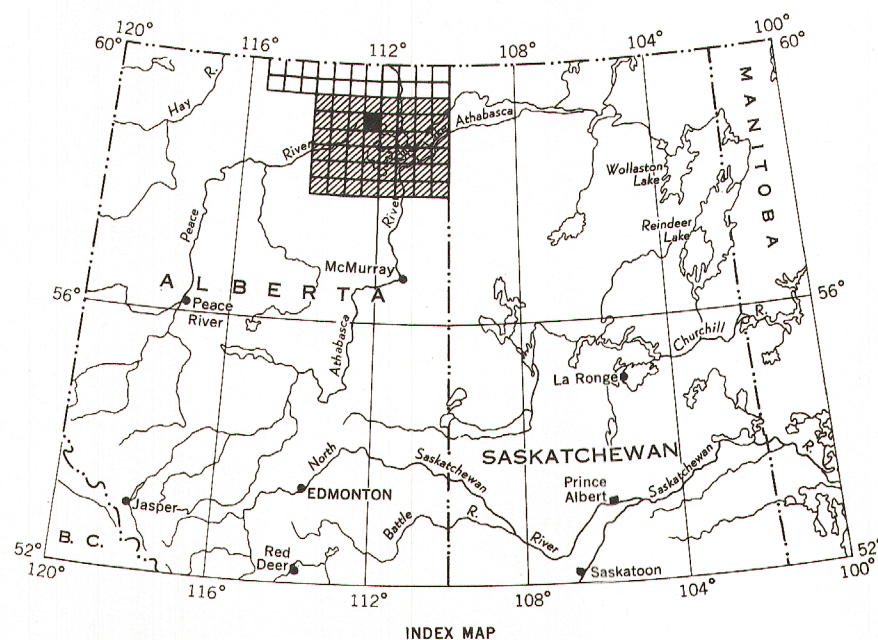 120° 116° 112° 108° 104° 100°
60° 60°
Hay R.
MANITOBA
Athabasca
River
Wollaston
Lake
Reindeer
Lake
River
Peace
McMurray
ALBERTA
56° 56°
Peace
River
Athabasca
Churchill R.
La Ronge
SASKATCHEWAN
North Saskatchewan River
Saskatchewan R.
Prince
Albert
EDMONTON
Jasper
Battle R.
B. C.
Red
Deer
Saskatoon
52° 52°
120° 116° 112° 108° 104° 100°
INDEX MAP